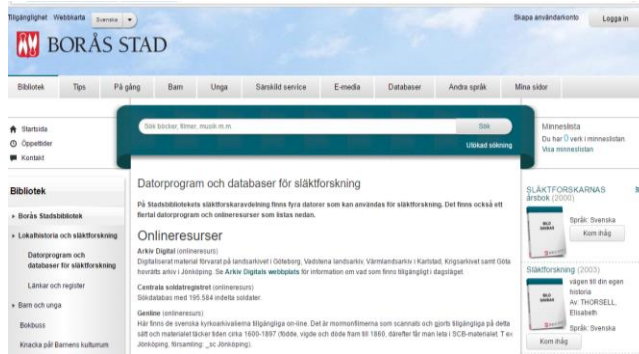 Tillgänglighet Webbkarta Svenska
Skapa användarkonto Logga in
BORÅS STAD
Bibliotek Tips På gång Barn Unga Särskild service E-media Databaser Andra språk Mina sidor
Startsida
Öppettider
Kontakt
Sök böcker, filmer, musik m.m. Sök
Utökad sökning
Minneslista
Du har 0 verk i minneslistan
Visa minneslistan
Bibliotek
Borås Stadsbibliotek
Lokalhistoria och släktforskning
Datorprogram och
databaser för släktforskning
Länkar och register
Barn och unga
Bokbuss
Knacka på! Barnens kulturrum
Datorprogram och databaser för släktforskning
På Stadsbibliotekets släktforskaravdelning finns fyra datorer som kan användas för släktforskning. Det finns också ett
flertal datorprogram och onlineresurser som listas nedan.
Onlineresurser
Arkiv Digital (onlineresurs)
Digitaliserat material förvarat på landsarkivet i Göteborg, Vadstena landsarkiv, Värmlandsarkiv i Karlstad, Krigsarkivet samt Göta
hovrätts arkiv i Jönköping. Se Arkiv Digitals webbplats för information om vad som finns tillgängligt i dagsläget.
Centrala soldatregistret (onlineresurs)
Sökdatabas med 195.584 indelta soldater.
Genline (onlineresurs)
Här finns de svenska kyrkoarkivalierna tillgängliga on-line. Det är mormonfilmerna som scannats och gjorts tillgängliga på detta
sätt och materialet täcker tiden cirka 1600-1897 (födde, vigde och döde fram till 1860, därefter får man leta i SCB-materialet. T ex
Jönköping, församling: _sc Jönköping).
SLÄKTFORSKARNAS
årsbok (2000)
Språk: Svenska
Kom ihåg
BILD
SAKNAS
Släktforskning (2003)
vägen till din egen
historia
Av: THORSELL,
Elisabeth
Språk: Svenska
BILD
SAKNAS
Kom ihåg